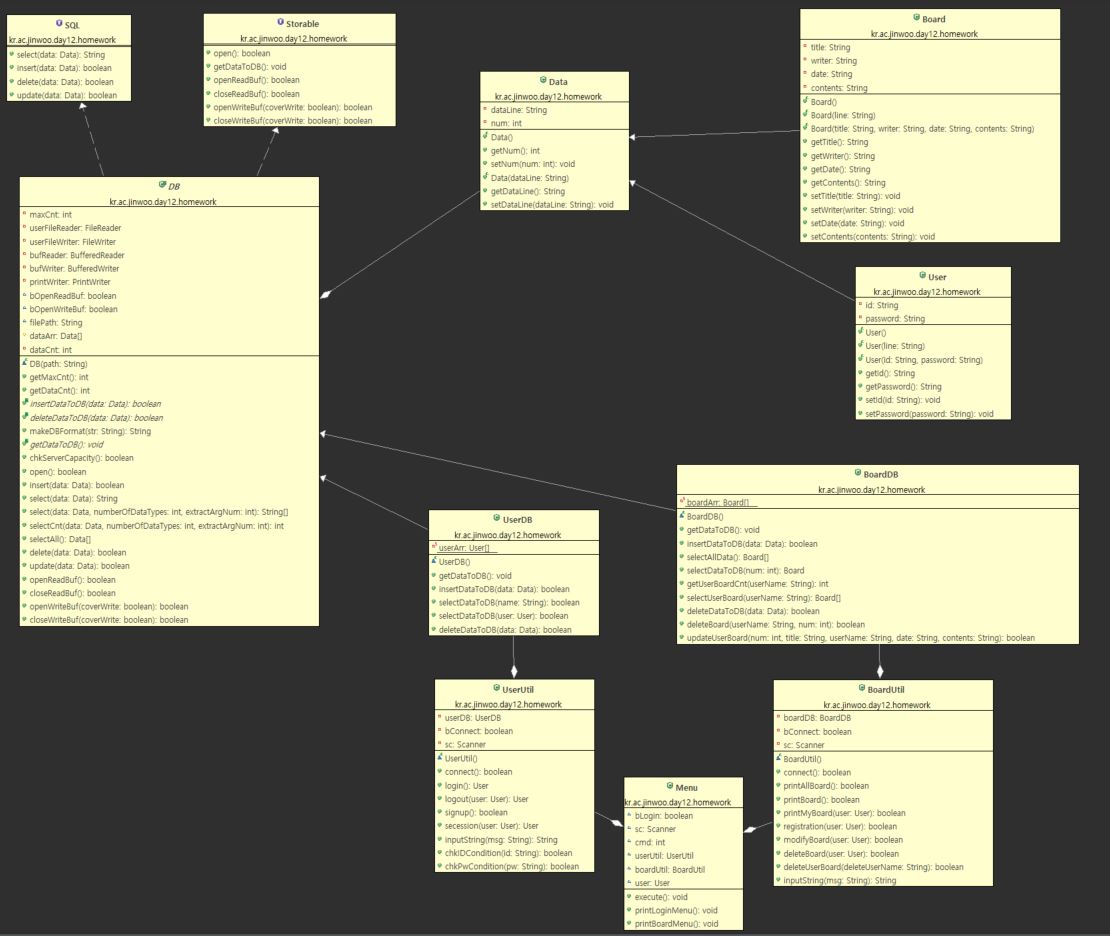 SQL
kr.ac.jinwoo.day12.homework
select(data: Data): String
insert(data: Data): boolean
delete(data: Data): boolean
update(data: Data): boolean
Storable
kr.ac.jinwoo.day12.homework
open(): boolean
getDataToDB(): void
openReadBuf(): boolean
closeReadBuf(): boolean
openWriteBuf(coverWrite: boolean): boolean
closeWriteBuf(coverWrite: boolean): boolean
Data
kr.ac.jinwoo.day12.homework
dataLine: String
num: int
Data()
getNum(): int
setNum(num: int): void
Data(dataLine: String)
getDataLine(): String
setDataLine(dataLine: String): void
Board
kr.ac.jinwoo.day12.homework
title: String
writer: String
date: String
contents: String
Board()
Board(line: String)
Board(title: String, writer: String, date: String, contents: String)
getTitle(): String
getWriter(): String
getDate(): String
getContents(): String
setTitle(title: String): void
setWriter(writer: String): void
setDate(date: String): void
setContents(contents: String): void
DB
kr.ac.jinwoo.day12.homework
maxCnt: int
userFileReader: FileReader
userFileWriter: FileWriter
bufReader: BufferedReader
bufWriter: BufferedWriter
printWriter: PrintWriter
bOpenReadBuf: boolean
bOpenWriteBuf: boolean
filePath: String
dataArr: Data[]
dataCnt: int
DB(path: String)
getMaxCnt(): int
getDataCnt(): int
insertDataToDB(data: Data): boolean
deleteDataToDB(data: Data): boolean
makeDBFormat(str: String): String
getDataToDB(): void
chkServerCapacity(): boolean
open(): boolean
insert(data: Data): boolean
select(data: Data): String
select(data: Data, numberOfDataTypes: int, extractArgNum: int): String[]
selectCnt(data: Data, numberOfDataTypes: int, extractArgNum: int): int
selectAll(): Data[]
delete(data: Data): boolean
update(data: Data): boolean
openReadBuf(): boolean
closeReadBuf(): boolean
openWriteBuf(coverWrite: boolean): boolean
closeWriteBuf(coverWrite: boolean): boolean
User
kr.ac.jinwoo.day12.homework
id: String
password: String
User()
User(line: String)
User(id: String, password: String)
getId(): String
getPassword(): String
setId(id: String): void
setPassword(password: String): void
BoardDB
kr.ac.jinwoo.day12.homework
boardArr: Board[]
BoardDB()
getDataToDB(): void
insertDataToDB(data: Data): boolean
selectAllData(): Board[]
selectDataToDB(num: int): Board
getUserBoardCnt(userName: String): int
selectUserBoard(userName: String): Board[]
deleteDataToDB(data: Data): boolean
deleteBoard(userName: String, num: int): boolean
updateUserBoard(num: int, title: String, userName: String, date: String, contents: String): boolean
UserDB
kr.ac.jinwoo.day12.homework
userArr: User[]
UserDB()
getDataToDB(): void
insertDataToDB(data: Data): boolean
selectDataToDB(name: String): boolean
selectDataToDB(user: User): boolean
deleteDataToDB(data: Data): boolean
UserUtil
kr.ac.jinwoo.day12.homework
userDB: UserDB
bConnect: boolean
sc: Scanner
UserUtil()
connect(): boolean
login(): User
logout(user: User): User
signup(): boolean
secession(user: User): User
inputString(msg: String): String
chkIDCondition(id: String): boolean
chkPwCondition(pw: String): boolean
BoardUtil
kr.ac.jinwoo.day12.homework
boardDB: BoardDB
bConnect: boolean
sc: Scanner
BoardUtil()
connect(): boolean
printAllBoard(): boolean
printBoard(): boolean
printMyBoard(user: User): boolean
registration(user: User): boolean
modifyBoard(user: User): boolean
deleteBoard(user: User): boolean
deleteUserBoard(deleteUserName: String): boolean
inputString(msg: String): String
Menu
kr.ac.jinwoo.day12.homework
bLogin: boolean
sc: Scanner
cmd: int
userUtil: UserUtil
boardUtil: BoardUtil
user: User
execute(): void
printLoginMenu(): void
printBoardMenu(): void